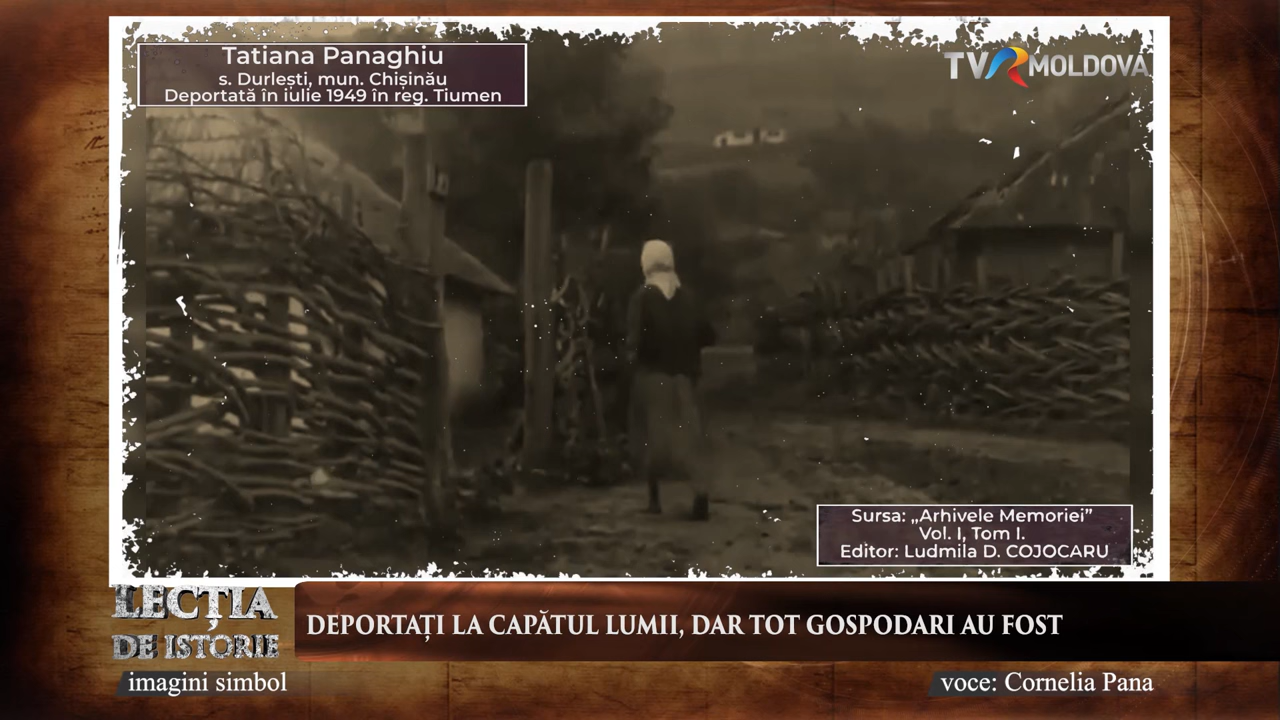 Tatiana Panaghiu
s. Durlești, mun. Chișinău
Deportată în iulie 1949 în reg. Tiumen
TVR MOLDOVA
Sursa: „Arhivele Memoriei”
Vol. I, Tom I.
Editor: Ludmila D. COJOCARU
LECȚIA
DE ISTORIE
DEPORTAȚI LA CAPĂTUL LUMII, DAR TOT GOSPODARI AU FOST
imagini simbol
voce: Cornelia Pana